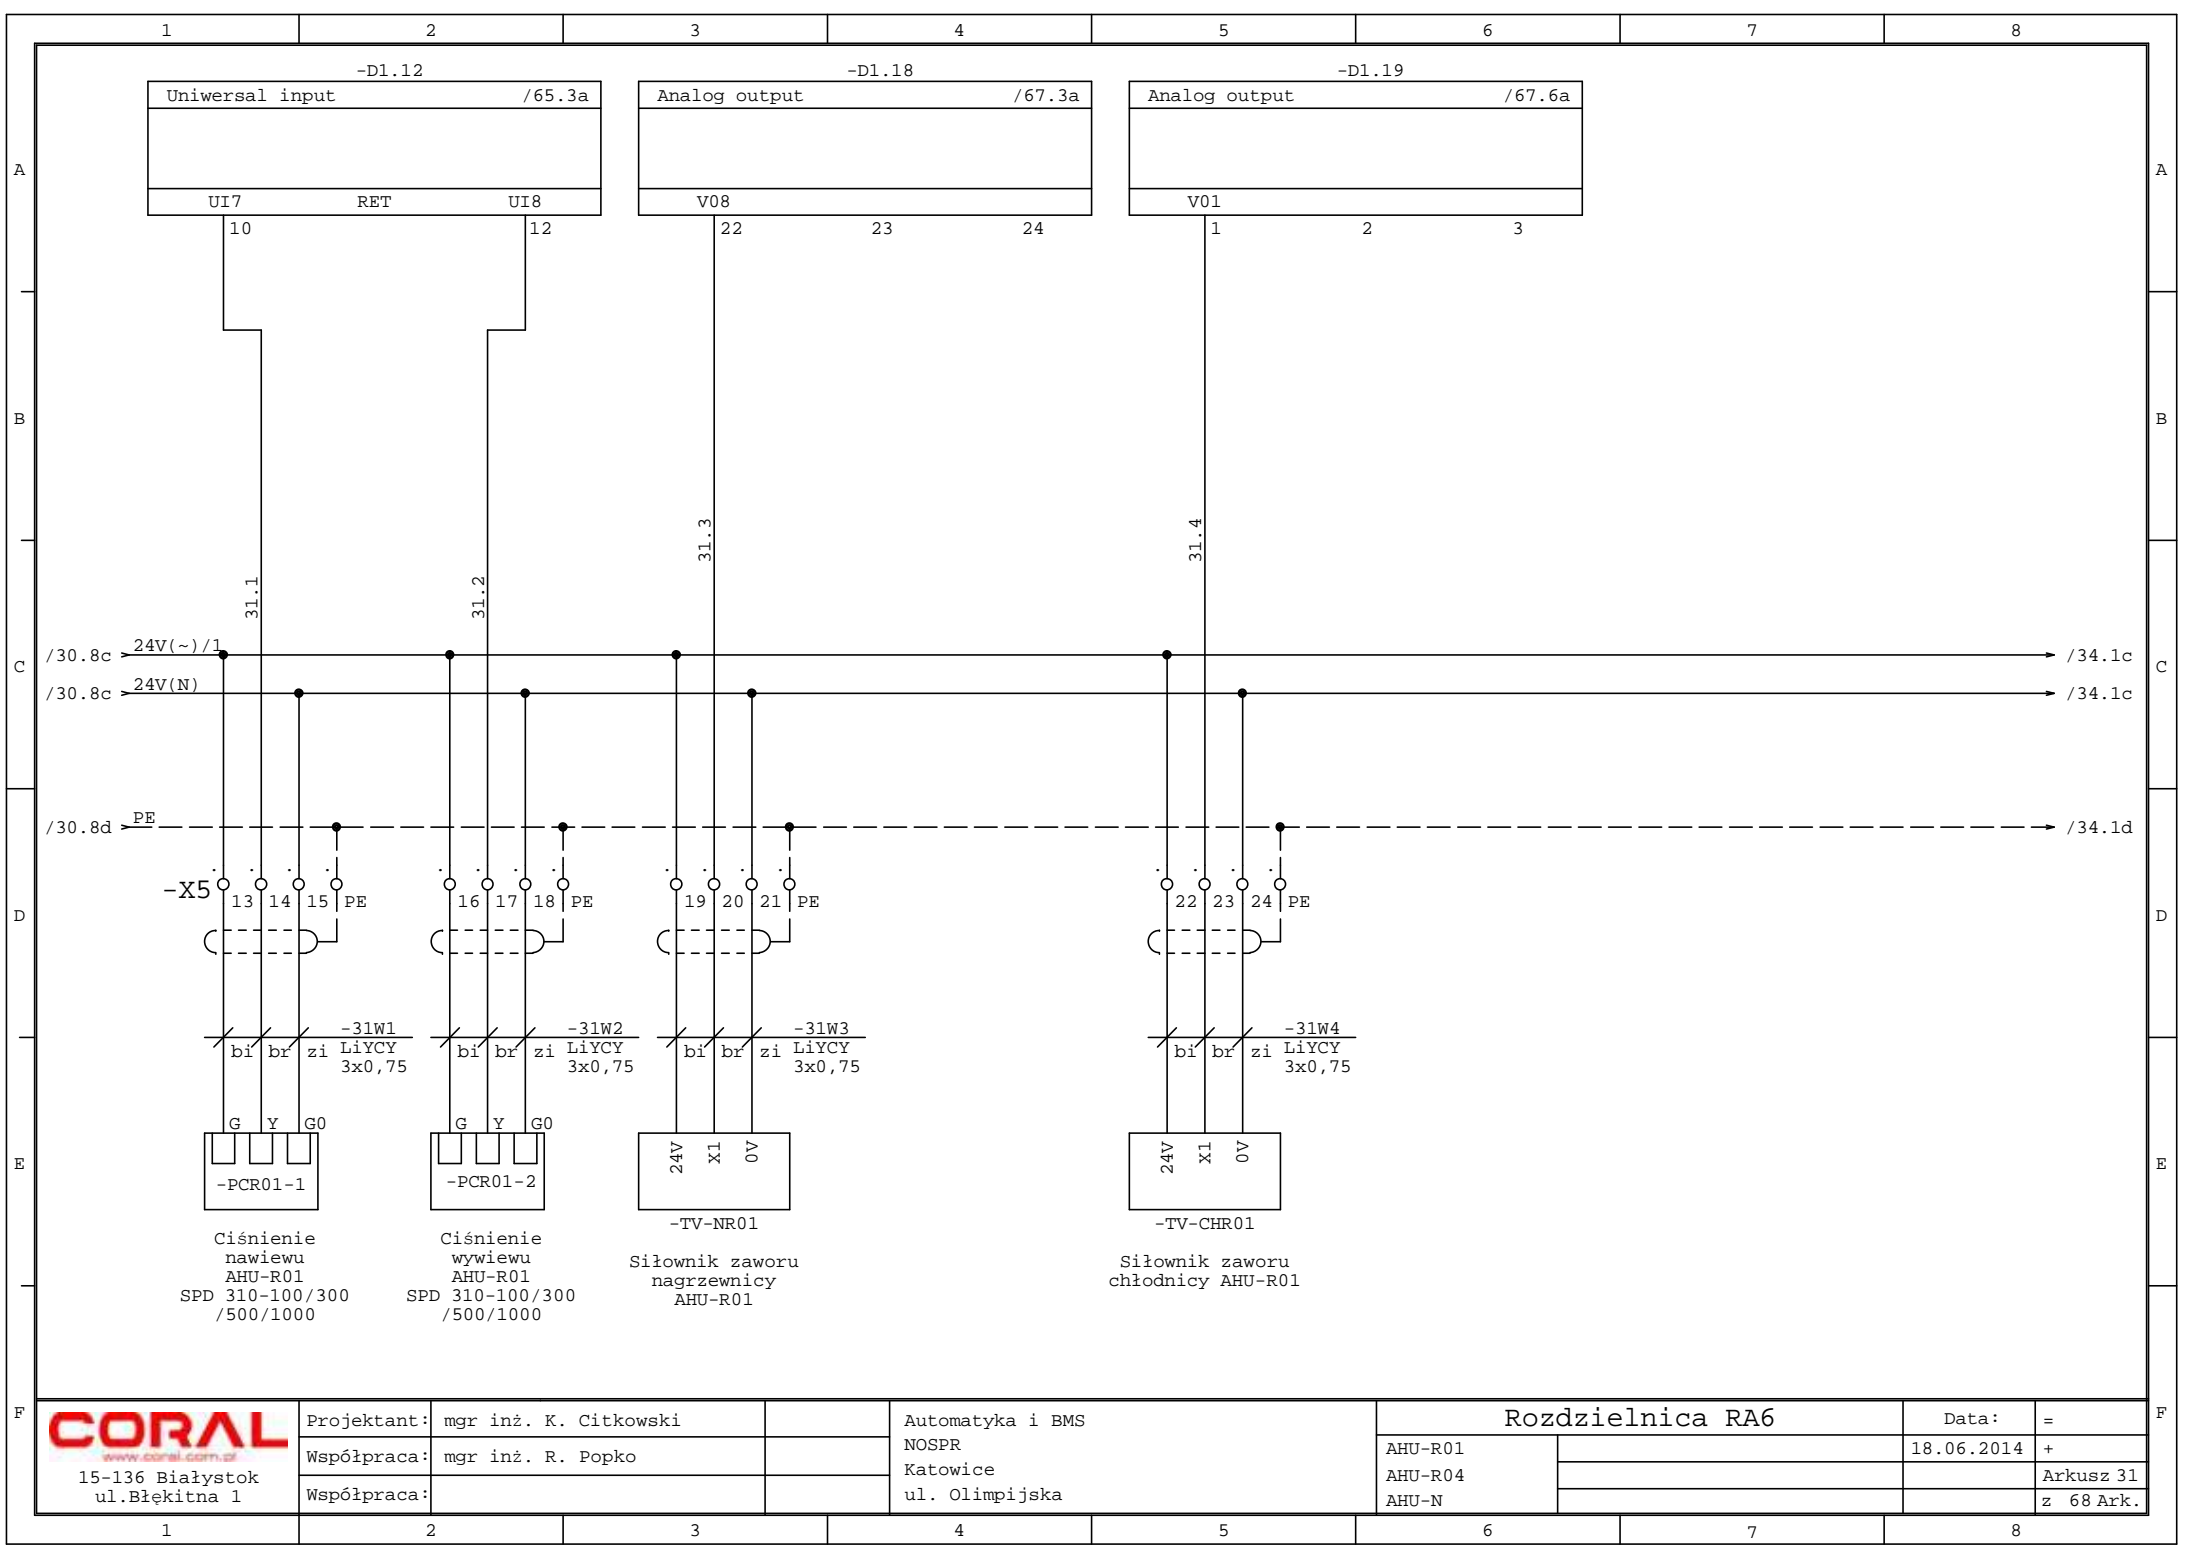 1 2 3 4 5 6 7 8
-D1.12 -D1.18 -D1.19
Uniwersal input /65.3a Analog output /67.3a Analog output /67.6a
A A
UI7 RET UI8 V08 V01
10 12 22 23 24 1 2 3
B B
31.1 31.2 31.3 31.4
/30.8c 24V(~)/1 /34.1c
C C
/30.8c 24V(N) /34.1c
/30.8d PE /34.1d
-X5 13 14 15 PE 16 17 18 PE 19 20 21 PE 22 23 24 PE
D D
-31W1 -31W2 -31W3 -31W4
bi br zi LiYCY bi br zi LiYCY bi br zi LiYCY bi br zi LiYCY
3x0,75 3x0,75 3x0,75 3x0,75
G Y G0 G Y G0 24V X1 0V 24V X1 0V
E E
-PCR01-1 -PCR01-2
-TV-NR01 -TV-CHR01
Ciśnienie
nawiewu
AHU-R01
SPD 310-100/300
/500/1000
Ciśnienie
wywiewu
AHU-R01
SPD 310-100/300
/500/1000
Siłownik zaworu
nagrzewnicy
AHU-R01
Siłownik zaworu
chłodnicy AHU-R01
F F
CORAL
www.coral.com.pl
15-136 Białystok
ul.Błękitna 1
Projektant: mgr inż. K. Citkowski
Współpraca: mgr inż. R. Popko
Współpraca:
Automatyka i BMS
NOSPR
Katowice
ul. Olimpijska
Rozdzielnica RA6
AHU-R01
AHU-R04
AHU-N
Data: =
18.06.2014 +
Arkusz 31
z 68 Ark.
1 2 3 4 5 6 7 8